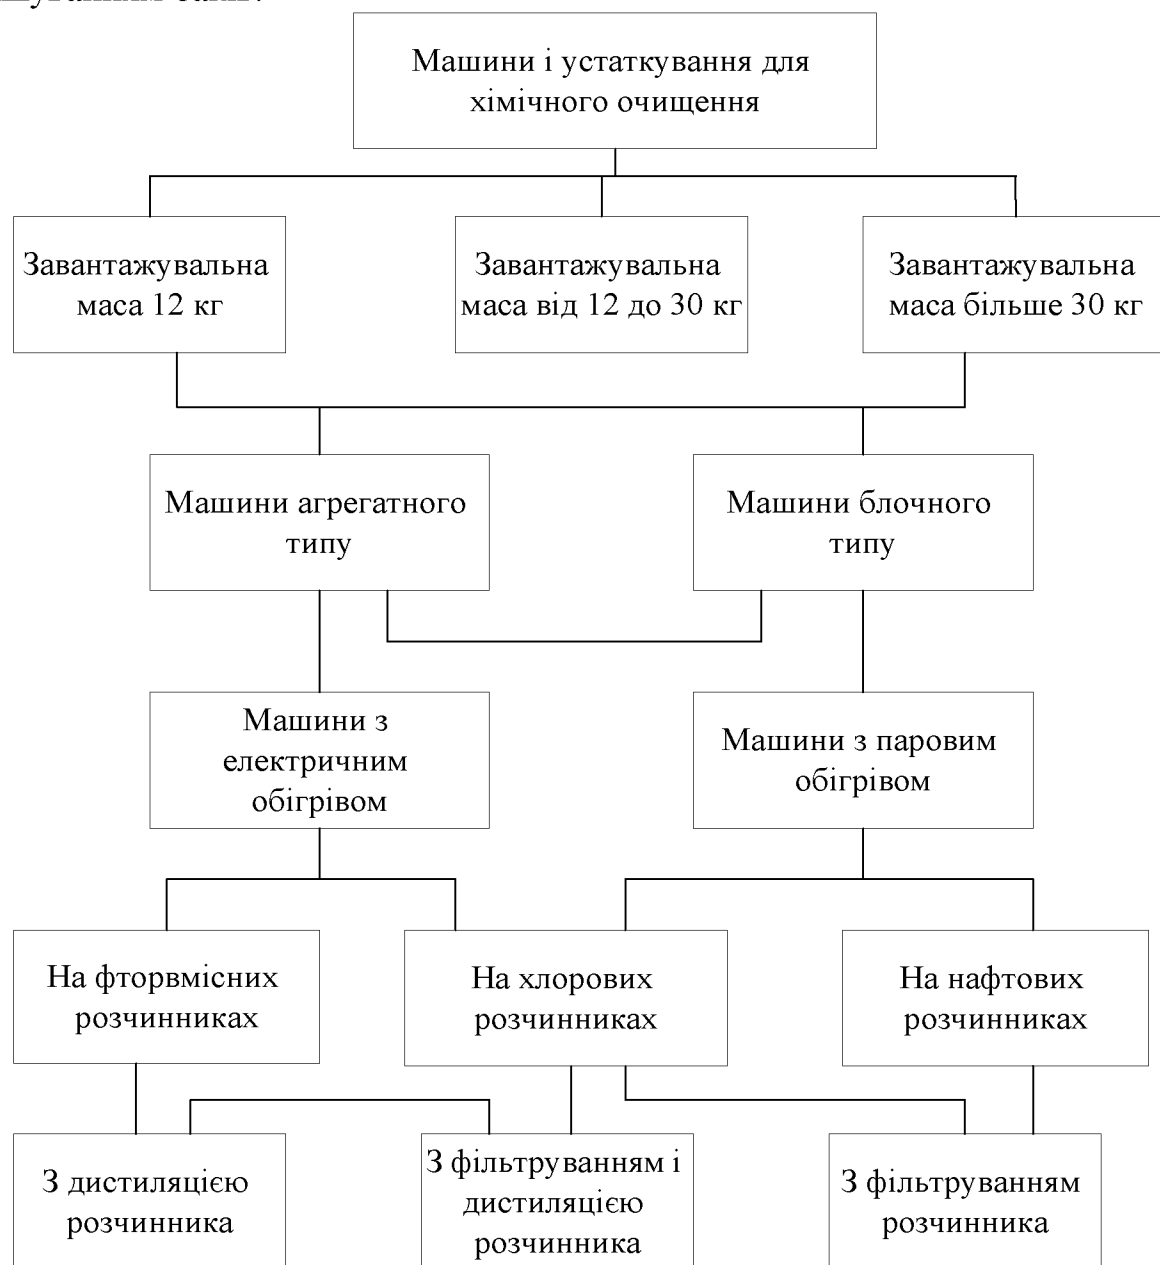 Машини і устаткування для
хімічного очищення
Завантажувальна
маса 12 кг
Завантажувальна
маса від 12 до 30 кг
Завантажувальна
маса більше 30 кг
Машини агрегатного
типу
Машини блочного
типу
Машини з
електричним
обігрівом
Машини з паровим
обігрівом
На фторвмісних
розчинниках
На хлорових
розчинниках
На нафтових
розчинниках
З дистиляцією
розчинника
З фільтруванням і
дистиляцією
розчинника
З фільтруванням
розчинника